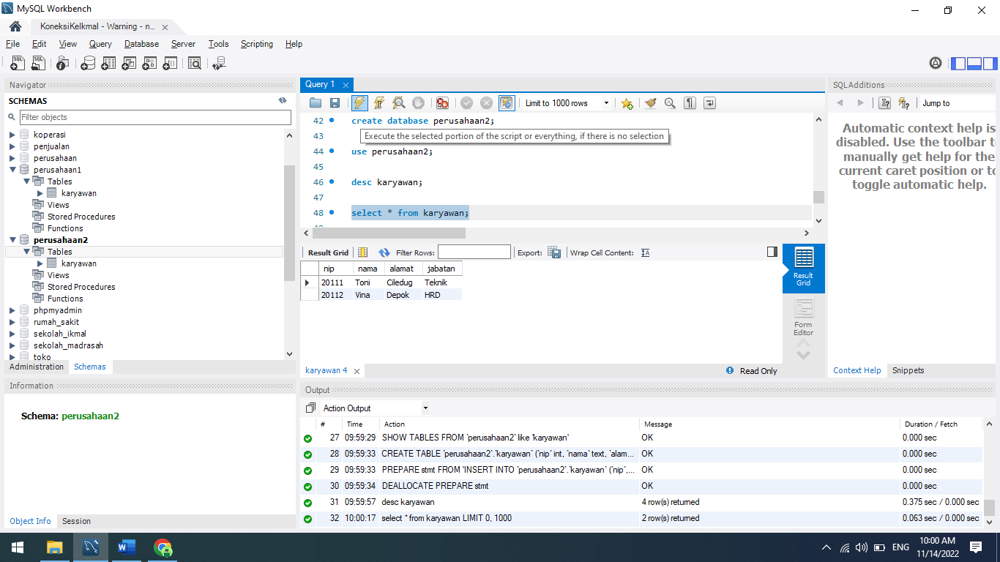 MySQL Workbench
KoneksiKelkmal - Warning - n...
File Edit View Query Database Server Tools Scripting Help
Navigator
SCHEMAS
Filter objects
koperasi
penjualan
perusahaan
perusahaan1
Tables
karyawan
Views
Stored Procedures
Functions
perusahaan2
Tables
karyawan
Views
Stored Procedures
Functions
phpmyadmin
rumah_sakit
sekolah_ikmal
sekolah_madrasah
toko
Administration Schemas
Information
Schema: perusahaan2
Object Info Session
Query 1
Limit to 1000 rows
42 create database perusahaan2;
43
Execute the selected portion of the script or everything, if there is no selection
44 use perusahaan2;
45
46 desc karyawan;
47
48 select * from karyawan;
Result Grid Filter Rows: Export: Wrap Cell Content:
nip nama alamat jabatan
20111 Toni Ciledug Teknik
20112 Vina Depok HRD
Result
Grid
Form
Editor
karyawan 4
Read Only
SQLAdditions
Jump to
Automatic context help is
disabled. Use the toolbar to
manually get help for the
current caret position or to
toggle automatic help.
Context Help Snippets
Output
Action Output
# Time Action Message Duration / Fetch
27 09:59:29 SHOW TABLES FROM `perusahaan2` like 'karyawan' OK 0.000 sec
28 09:59:33 CREATE TABLE `perusahaan2`.`karyawan` (`nip` int, `nama` text, `alam... OK 0.000 sec
29 09:59:33 PREPARE stmt FROM 'INSERT INTO `perusahaan2`.`karyawan` (`nip`,... OK 0.000 sec
30 09:59:34 DEALLOCATE PREPARE stmt OK 0.000 sec
31 09:59:57 desc karyawan 4 row(s) returned 0.375 sec / 0.000 sec
32 10:00:17 select * from karyawan LIMIT 0, 1000 2 row(s) returned 0.063 sec / 0.000 sec
ENG
10:00 AM
11/14/2022